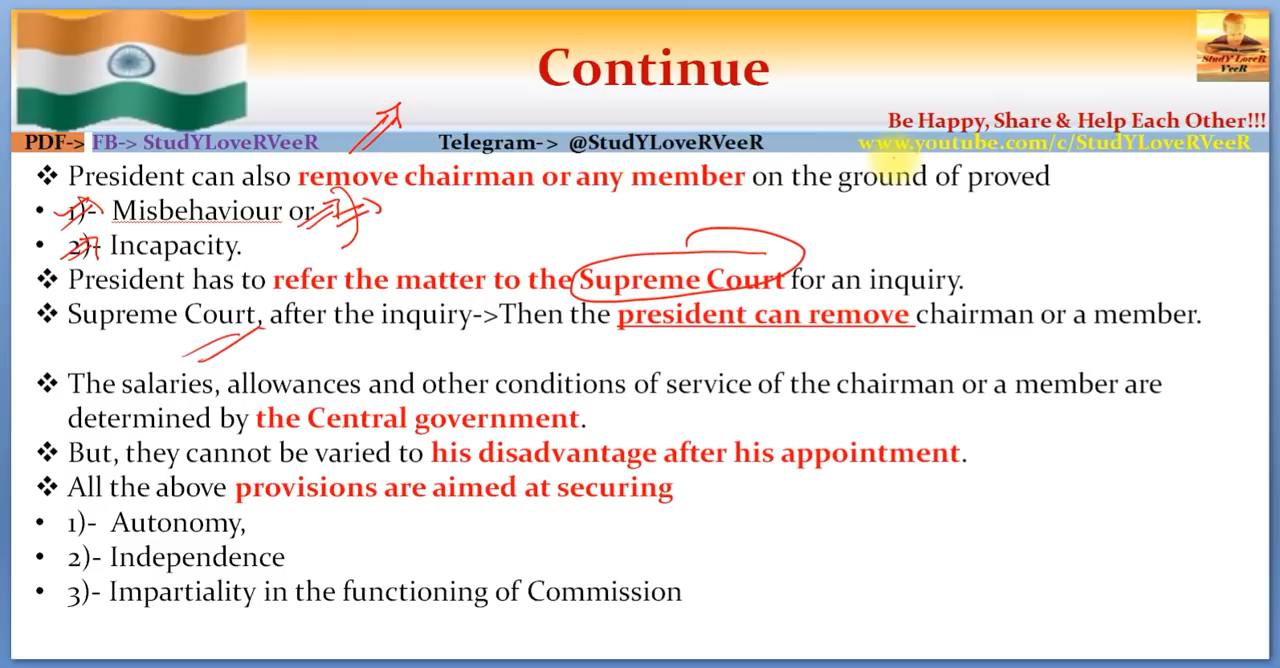 Continue
StudY LoveR
VeeR
Be Happy, Share & Help Each Other!!!
PDF-> FB-> StudYLoveRVeeR Telegram-> @StudYLoveRVeeR www.youtube.com/c/StudYLoveRVeeR
❖ President can also remove chairman or any member on the ground of proved
• 1)- Misbehaviour or
• 2)- Incapacity.
❖ President has to refer the matter to the Supreme Court for an inquiry.
❖ Supreme Court, after the inquiry->Then the president can remove chairman or a member.
❖ The salaries, allowances and other conditions of service of the chairman or a member are
determined by the Central government.
❖ But, they cannot be varied to his disadvantage after his appointment.
❖ All the above provisions are aimed at securing
• 1)- Autonomy,
• 2)- Independence
• 3)- Impartiality in the functioning of Commission